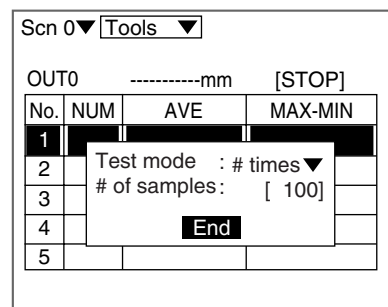 Scn 0▼ Tools ▼
OUT0 -----------mm [STOP]
No. NUM AVE MAX-MIN
1
Test mode : # times▼
2
# of samples: [ 100]
3
End
4
5